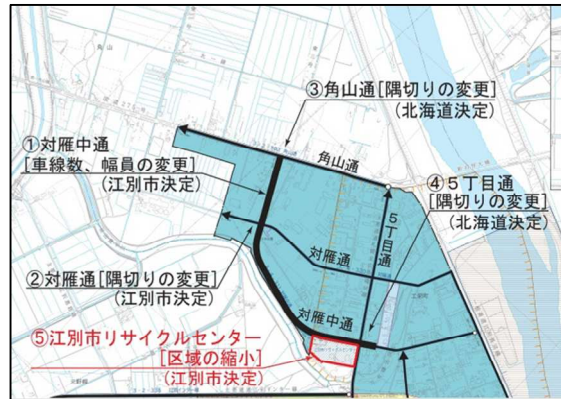 ③角山通[隅切りの変更]
(北海道決定)
①対雁中通
[車線数、幅員の変更]
(江別市決定)
角山通
④５丁目通
[隅切りの変更]
(北海道決定)
５丁目通
②対雁通[隅切りの変更]
(江別市決定)
対雁通
対雁中通
⑤江別市リサイクルセンター
[区域の縮小]
(江別市決定)